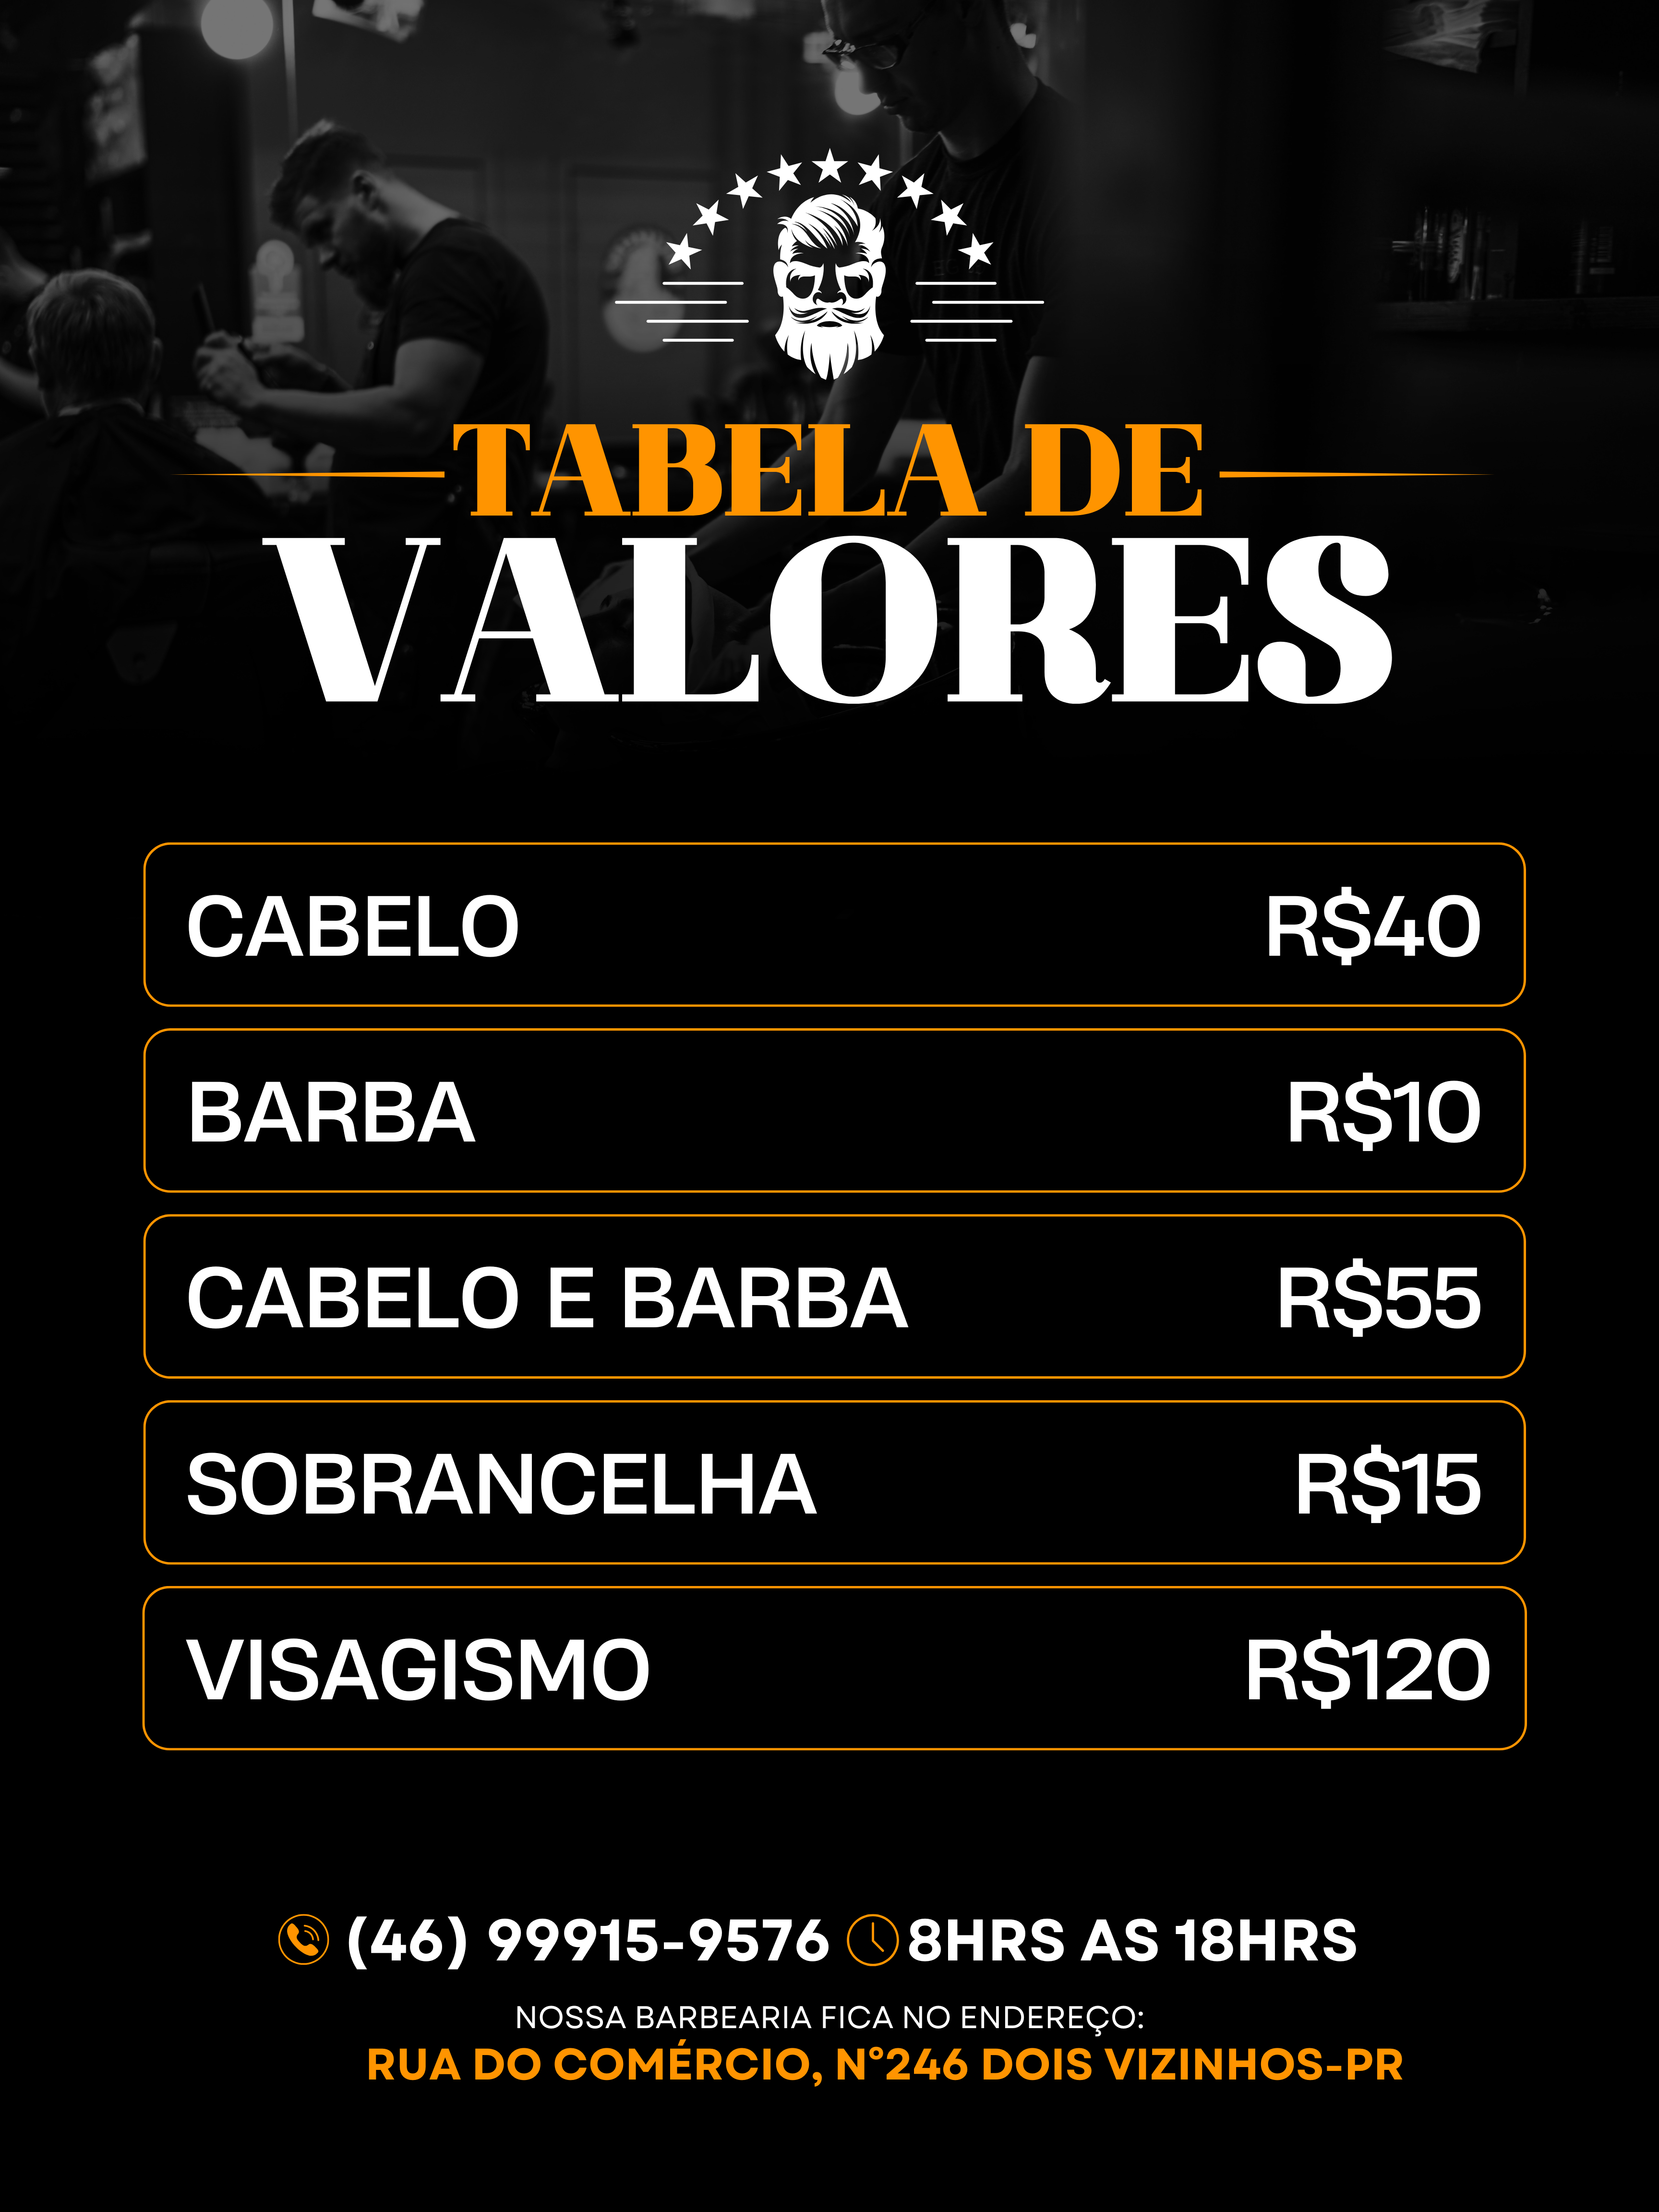 TABELA DE
VALORES
CABELO R$40
BARBA R$10
CABELO E BARBA R$55
SOBRANCELHA R$15
VISAGISMO R$120
(46) 99915-9576 8HRS AS 18HRS
NOSSA BARBEARIA FICA NO ENDEREÇO:
RUA DO COMÉRCIO, Nº246 DOIS VIZINHOS-PR